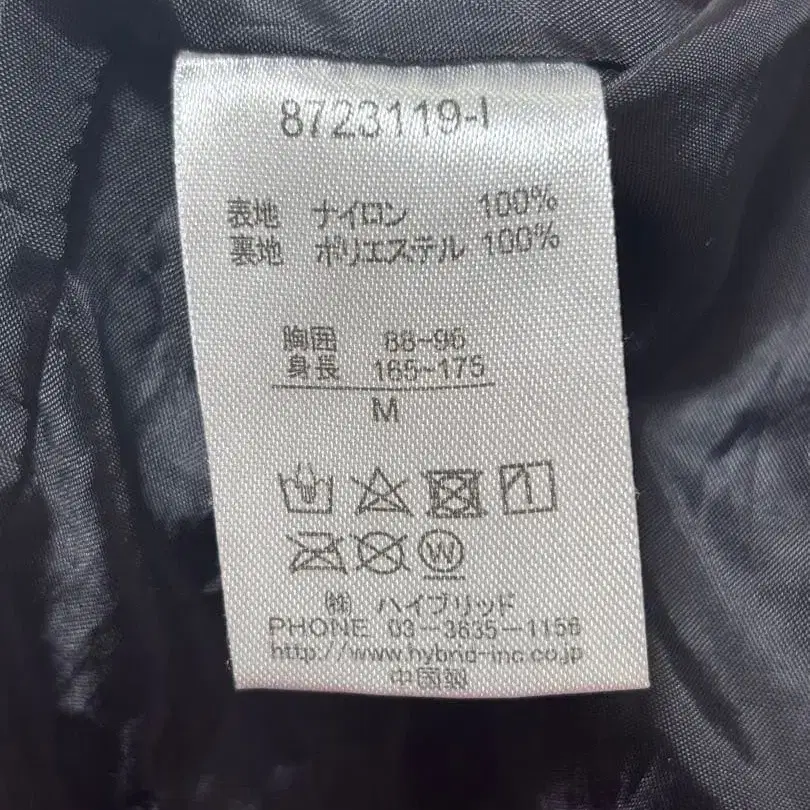 8723119-I
表地 ナイロン 100%
裏地 ポリエステル 100%
胸囲 88~96
身長 165~175
M
W
㈱ ハイブリッド
PHONE 03-3635-1156
http://www.hybrid-inc.co.jp
中国製